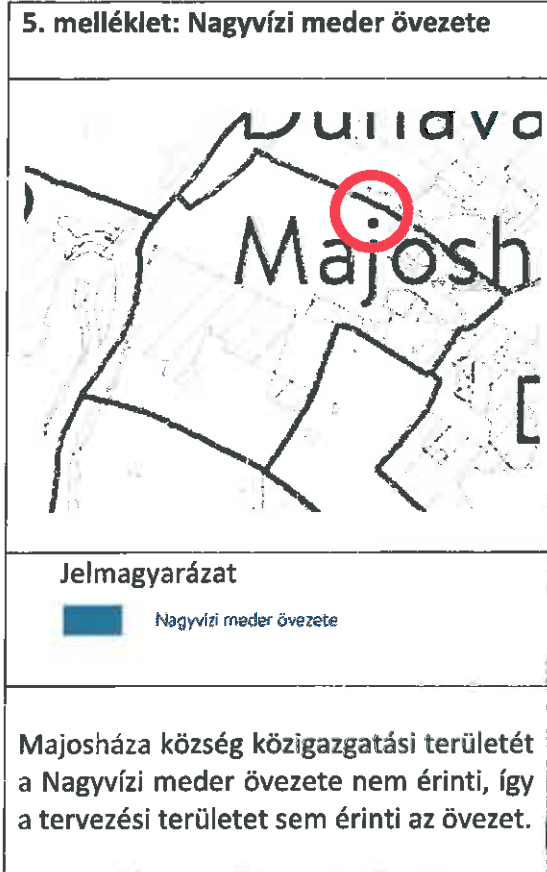 5. melléklet: Nagyvízi meder övezete
Dunava
Majosh
Jelmagyarázat
Nagyvízi meder övezete
Majosháza község közigazgatási területét
a Nagyvízi meder övezete nem érinti, így
a tervezési területet sem érinti az övezet.